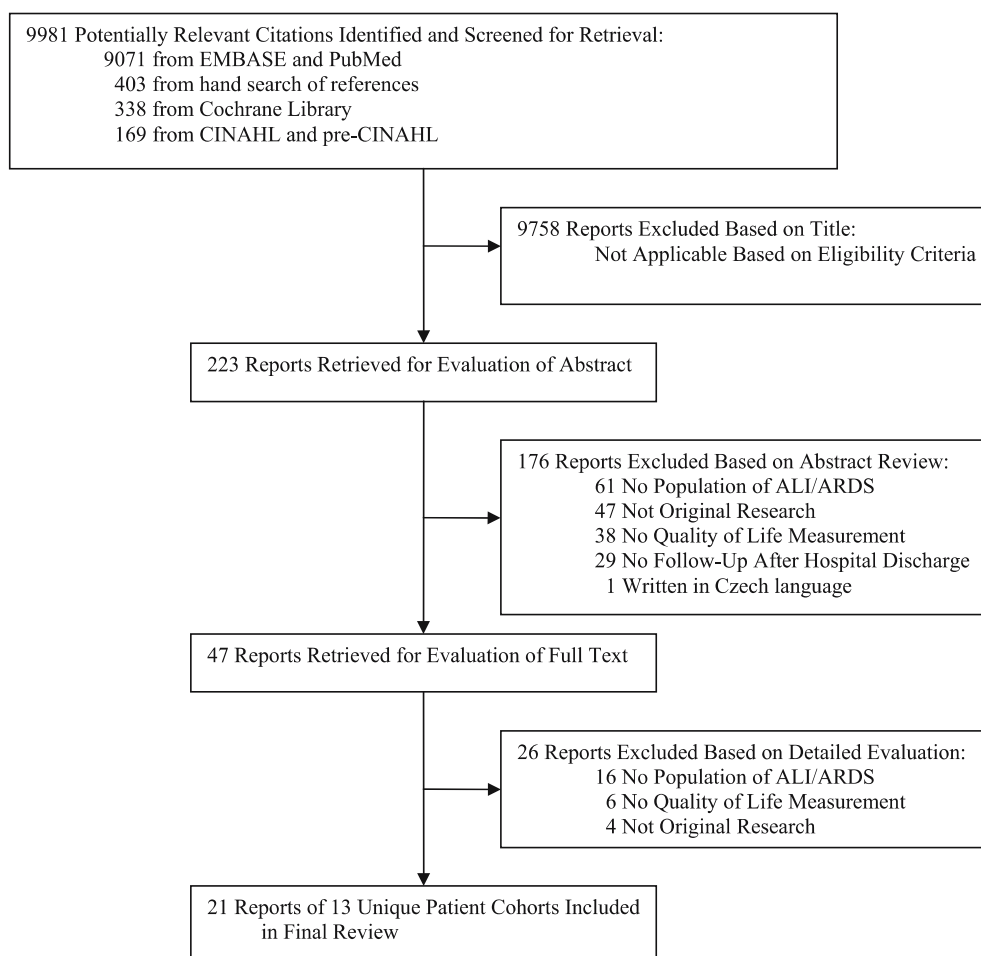 9981 Potentially Relevant Citations Identified and Screened for Retrieval:
9071 from EMBASE and PubMed
403 from hand search of references
338 from Cochrane Library
169 from CINAHL and pre-CINAHL
9758 Reports Excluded Based on Title:
Not Applicable Based on Eligibility Criteria
223 Reports Retrieved for Evaluation of Abstract
176 Reports Excluded Based on Abstract Review:
61 No Population of ALI/ARDS
47 Not Original Research
38 No Quality of Life Measurement
29 No Follow-Up After Hospital Discharge
1 Written in Czech language
47 Reports Retrieved for Evaluation of Full Text
26 Reports Excluded Based on Detailed Evaluation:
16 No Population of ALI/ARDS
6 No Quality of Life Measurement
4 Not Original Research
21 Reports of 13 Unique Patient Cohorts Included
in Final Review